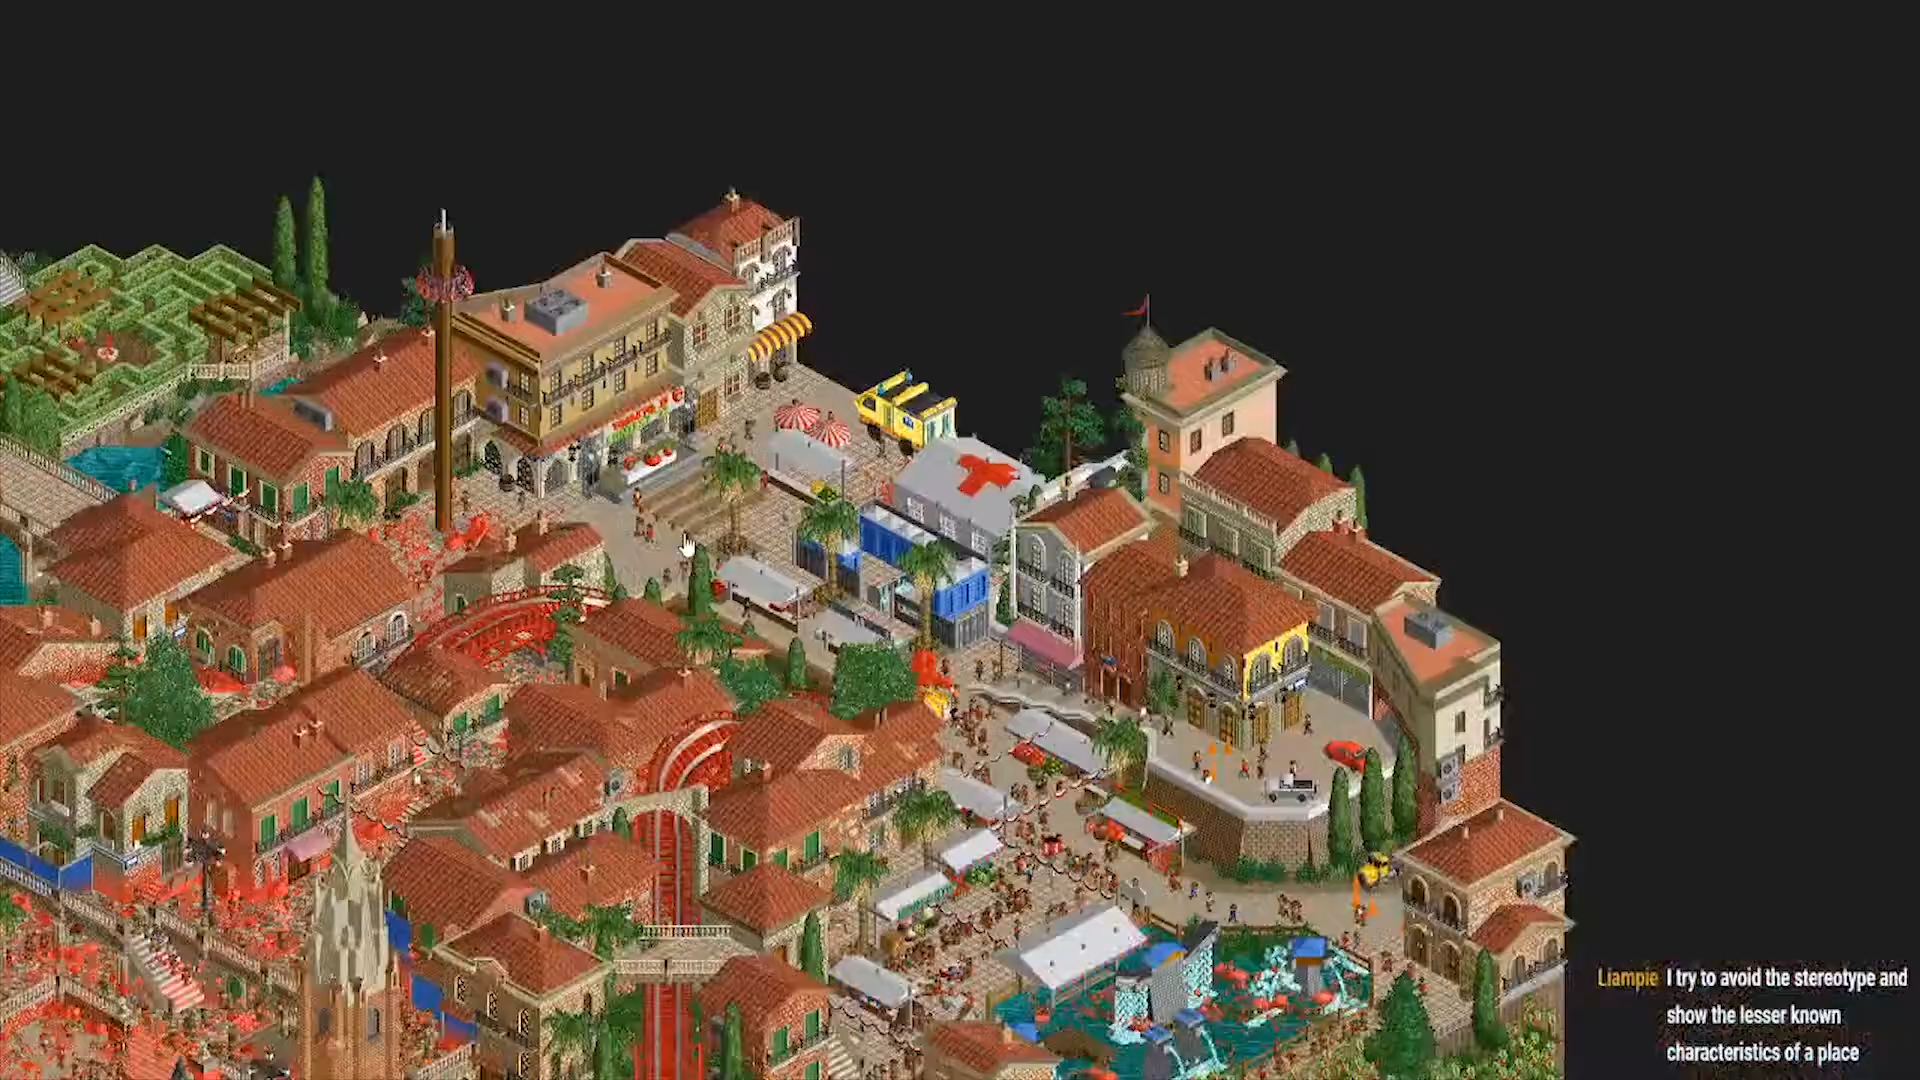 Liampie I try to avoid the stereotype and
show the lesser known
characteristics of a place